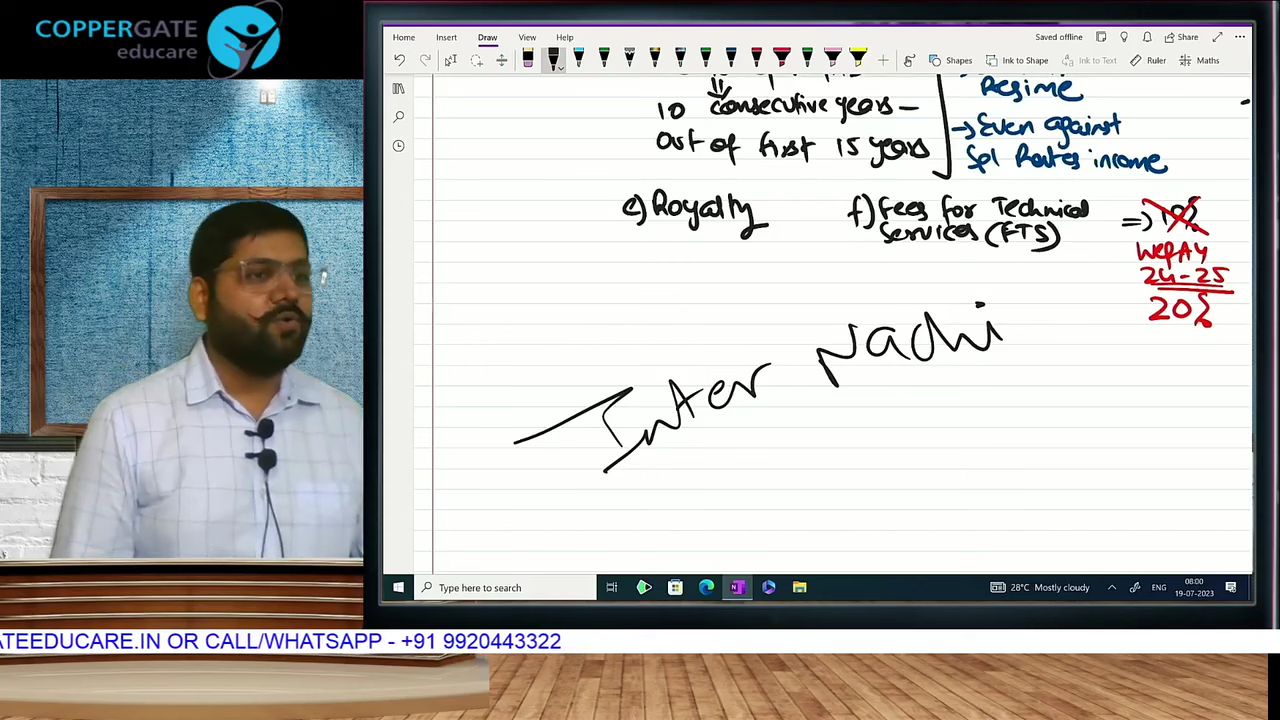 COPPERGATE
educare
Home Insert Draw View Help
Saved offline
Share
Shapes Ink to Shape Ink to Text Ruler Maths
10 consecutive years –
Out of first 15 years
Regime
→ Even against
Spl Rates income
e) Royalty
f) Fees for Technical
Services (FTS)
⇒ 10%
WEF AY
24-25
20%
Inter Nadhi
Type here to search
28°C Mostly cloudy
ENG
08:00
19-07-2023
ATEEDUCARE.IN OR CALL/WHATSAPP - +91 9920443322